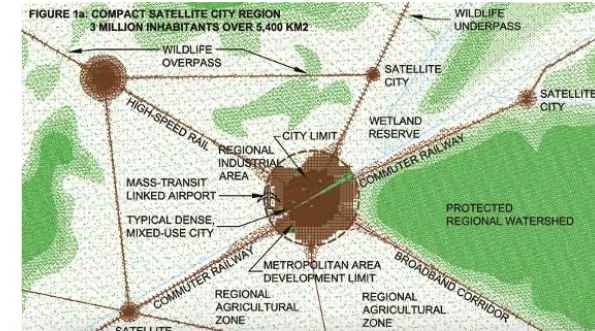 FIGURE 1a: COMPACT SATELLITE CITY REGION
3 MILLION INHABITANTS OVER 5,400 KM2
WILDLIFE
UNDERPASS
WILDLIFE
OVERPASS
SATELLITE
CITY
SATELLITE
CITY
HIGH-SPEED RAIL
WETLAND
RESERVE
CITY LIMIT
REGIONAL
INDUSTRIAL
AREA
COMMUTER RAILWAY
MASS-TRANSIT
LINKED AIRPORT
TYPICAL DENSE,
MIXED-USE CITY
PROTECTED
REGIONAL WATERSHED
METROPOLITAN AREA
DEVELOPMENT LIMIT
COMMUTER RAILWAY
BROADBAND CORRIDOR
REGIONAL
AGRICULTURAL
ZONE
REGIONAL
AGRICULTURAL
ZONE
SATELLITE